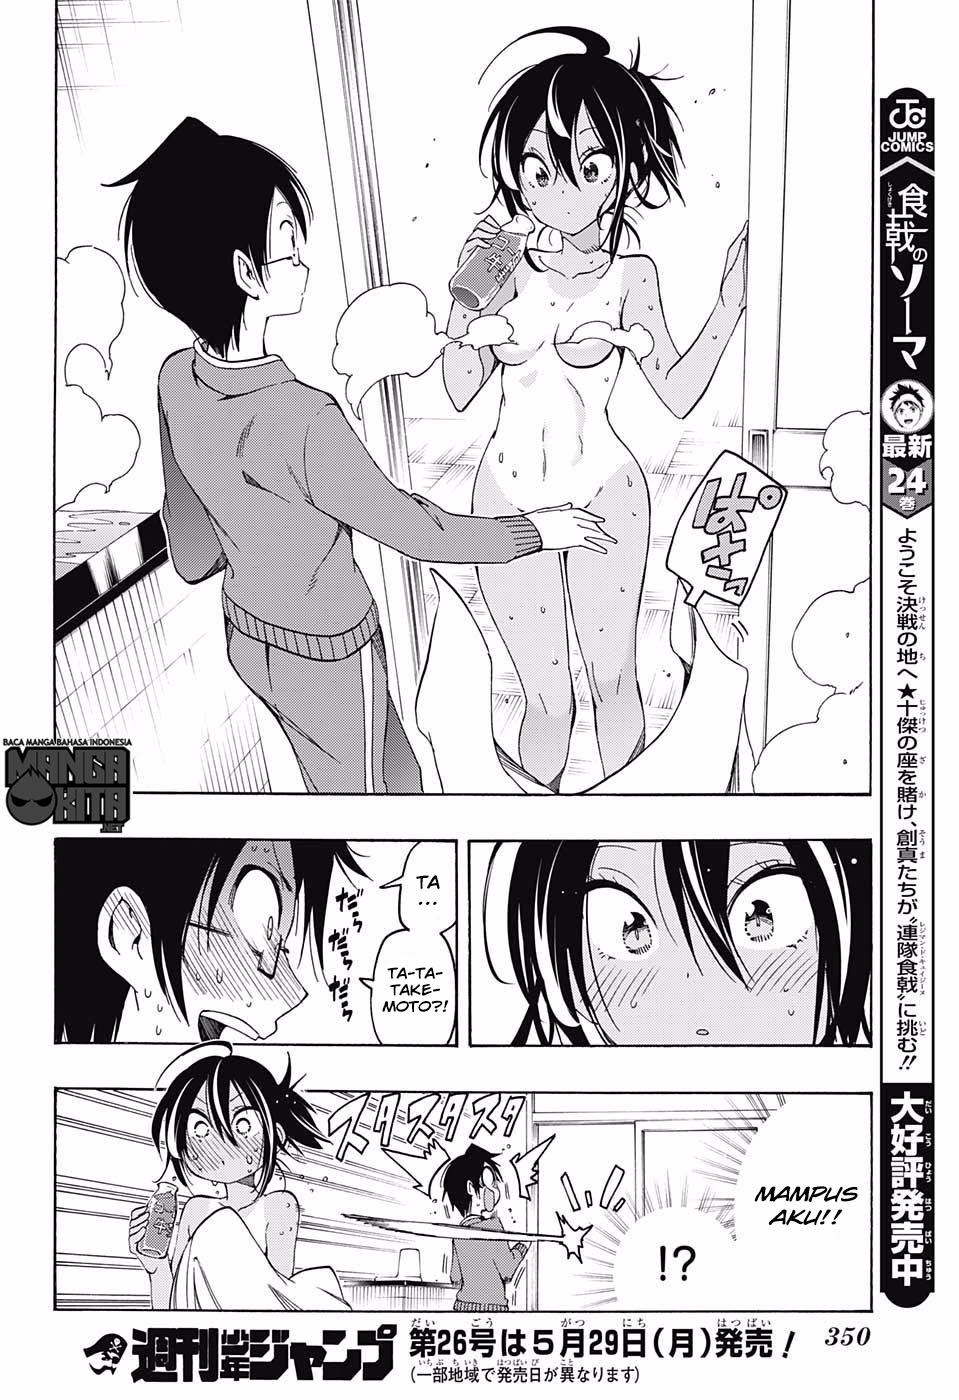 コーヰ
ぱさっ
BACA MANGA BAHASA INDONESIA
MANGA
KITA
.NET
TA
...
TA-TA-
TAKE-
MOTO?!
だら
だら
だら
スタスタスタ
!?
MAMPUS
AKU!!
JC
JUMP
COMICS
食戟のソーマ
最新
24
巻
ようこそ決戦の地へ★十傑の座を賭け、創真たちが“連隊食戟”に挑む!!
大好評発売中
週刊少年ジャンプ 第26号は5月29日(月)発売!
(一部地域で発売日が異なります)
350